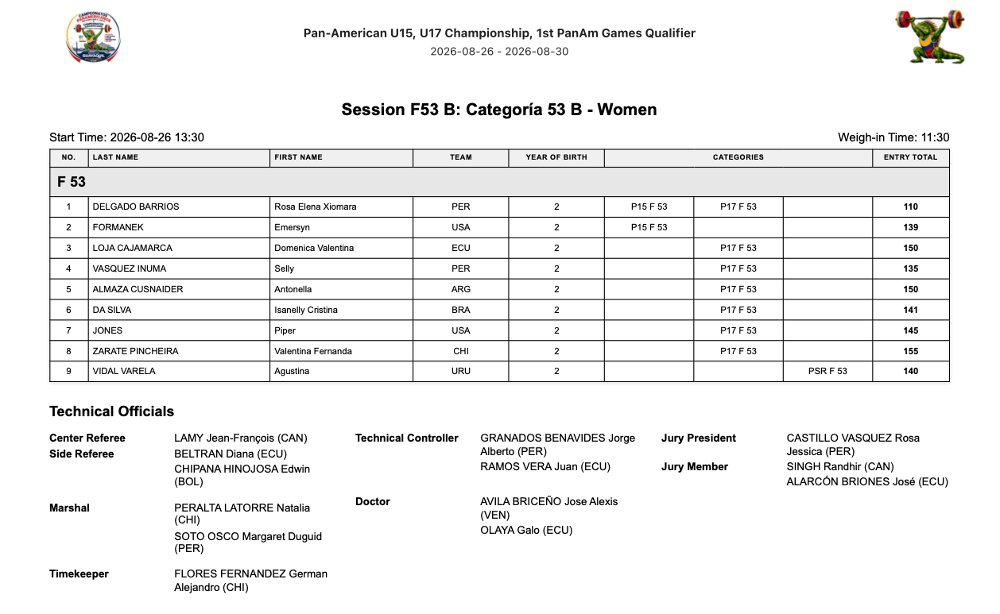 CAMPEONATOS
PANAMERICANOS
GUAYAQUIL
Pan-American U15, U17 Championship, 1st PanAm Games Qualifier
2026-08-26 - 2026-08-30
Session F53 B: Categoría 53 B - Women
Start Time: 2026-08-26 13:30 Weigh-in Time: 11:30
NO. LAST NAME FIRST NAME TEAM YEAR OF BIRTH CATEGORIES ENTRY TOTAL
F 53
1 DELGADO BARRIOS Rosa Elena Xiomara PER 2 P15 F 53 P17 F 53 110
2 FORMANEK Emersyn USA 2 P15 F 53 139
3 LOJA CAJAMARCA Domenica Valentina ECU 2 P17 F 53 150
4 VASQUEZ INUMA Selly PER 2 P17 F 53 135
5 ALMAZA CUSNAIDER Antonella ARG 2 P17 F 53 150
6 DA SILVA Isanelly Cristina BRA 2 P17 F 53 141
7 JONES Piper USA 2 P17 F 53 145
8 ZARATE PINCHEIRA Valentina Fernanda CHI 2 P17 F 53 155
9 VIDAL VARELA Agustina URU 2 PSR F 53 140
Technical Officials
Center Referee LAMY Jean-François (CAN)
Side Referee BELTRAN Diana (ECU)
CHIPANA HINOJOSA Edwin
(BOL)
Marshal PERALTA LATORRE Natalia
(CHI)
SOTO OSCO Margaret Duguid
(PER)
Timekeeper FLORES FERNANDEZ German
Alejandro (CHI)
Technical Controller GRANADOS BENAVIDES Jorge
Alberto (PER)
RAMOS VERA Juan (ECU)
Doctor AVILA BRICEÑO Jose Alexis
(VEN)
OLAYA Galo (ECU)
Jury President CASTILLO VASQUEZ Rosa
Jessica (PER)
Jury Member SINGH Randhir (CAN)
ALARCÓN BRIONES José (ECU)